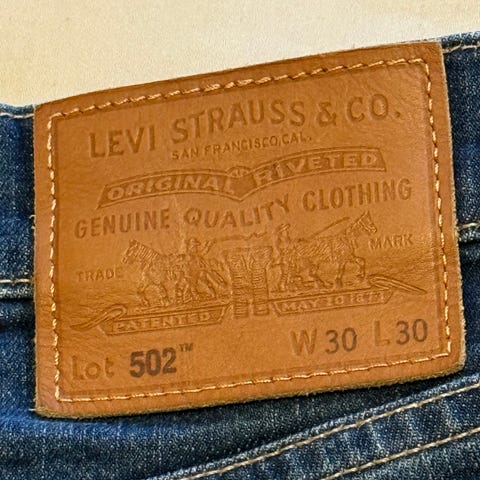 LEVI STRAUSS & CO.
SAN FRANCISCO, CAL.
ORIGINAL RIVETED
GENUINE QUALITY CLOTHING
TRADE MARK
PATENTED MAY 20 1873
Lot 502™ W 30 L 30